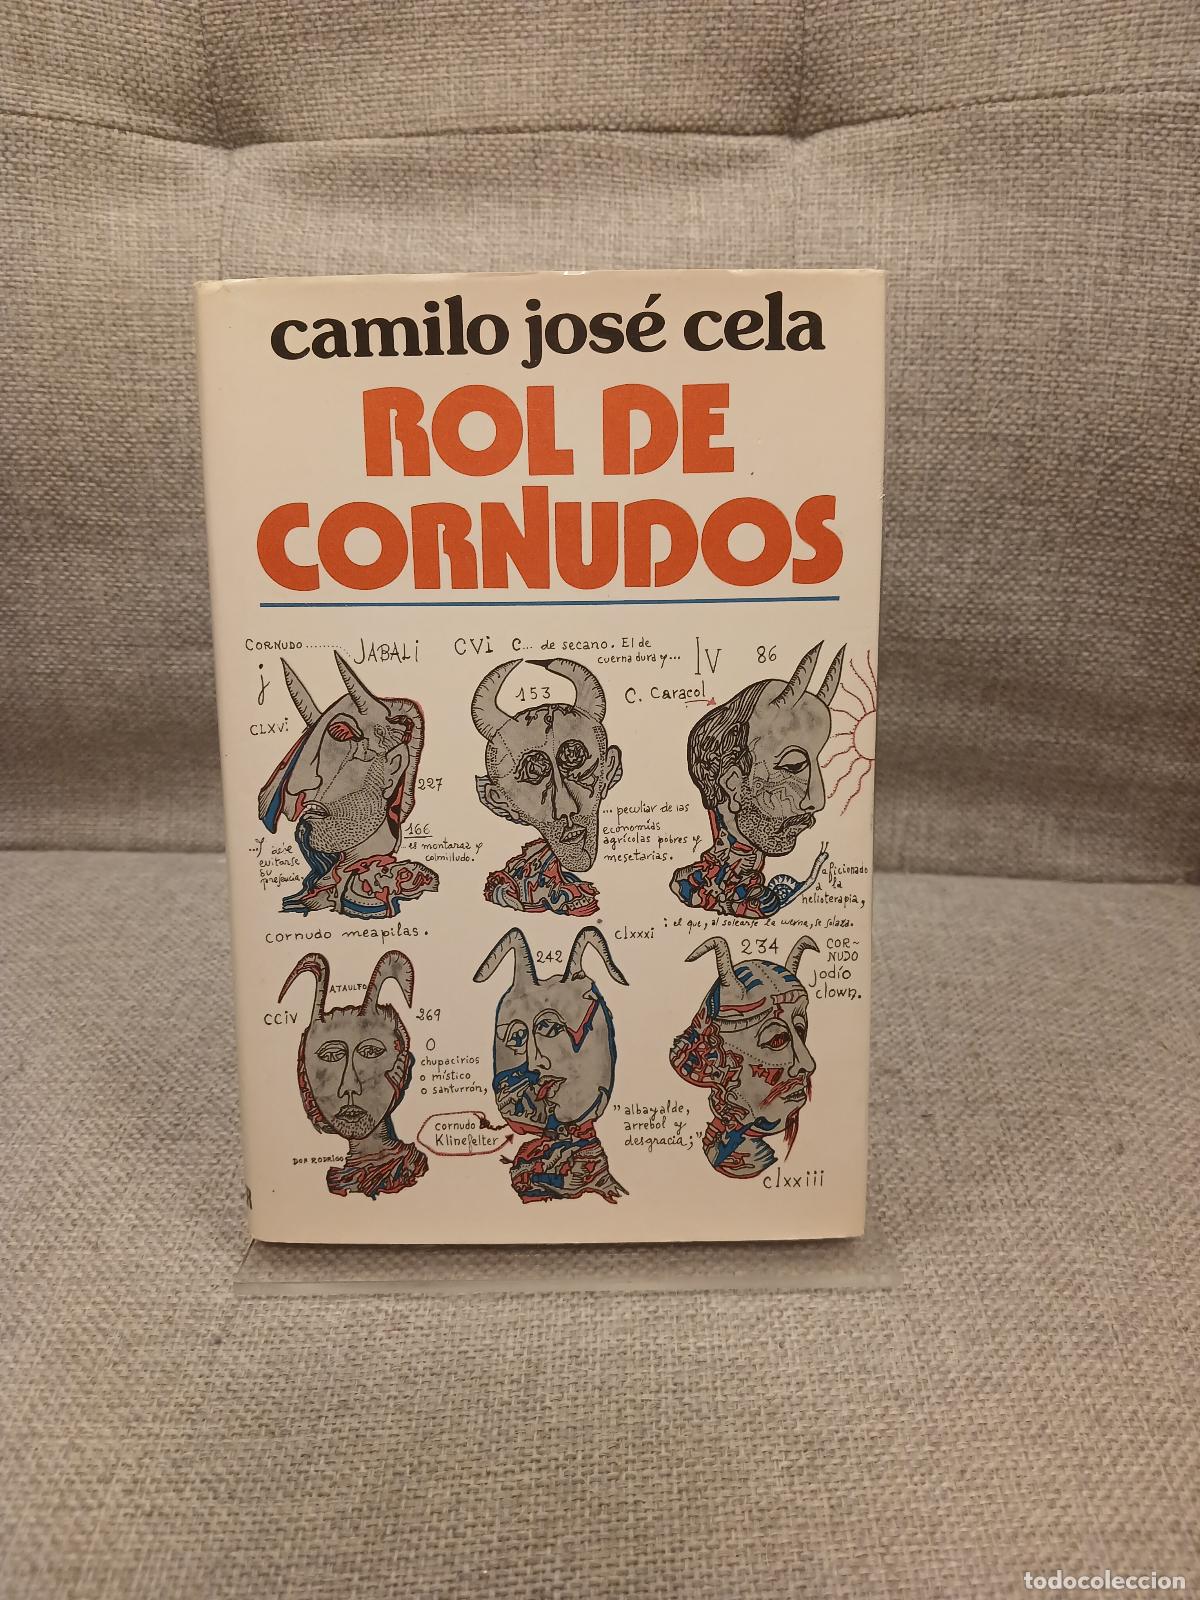 camilo josé cela
ROL DE
CORNUDOS
CORNUDO ........... JABALi
j
CLXVi
227
166
es montaraz y
colmilludo.
...Y debe
evitarse
su
presencia.
CVi C... de secano. El de
cuerna dura y...
153
... peculiar de las
economías
agrícolas pobres y
mesetarias.
IV 86
C. Caracol
aficionado
a la
helioterapia,
: el que, al solearse la cuerna, se solaza.
cornudo meapilas.
ATAULFO
CCiV
269
O
chupacirios
o místico
o santurrón,
DON RODRIGO
clxxxi
242
cornudo
Klinefelter
234
COR~
NUDO
jodío
clown.
"albayalde,
arrebol y
desgracia;"
clxxiii
todocoleccion